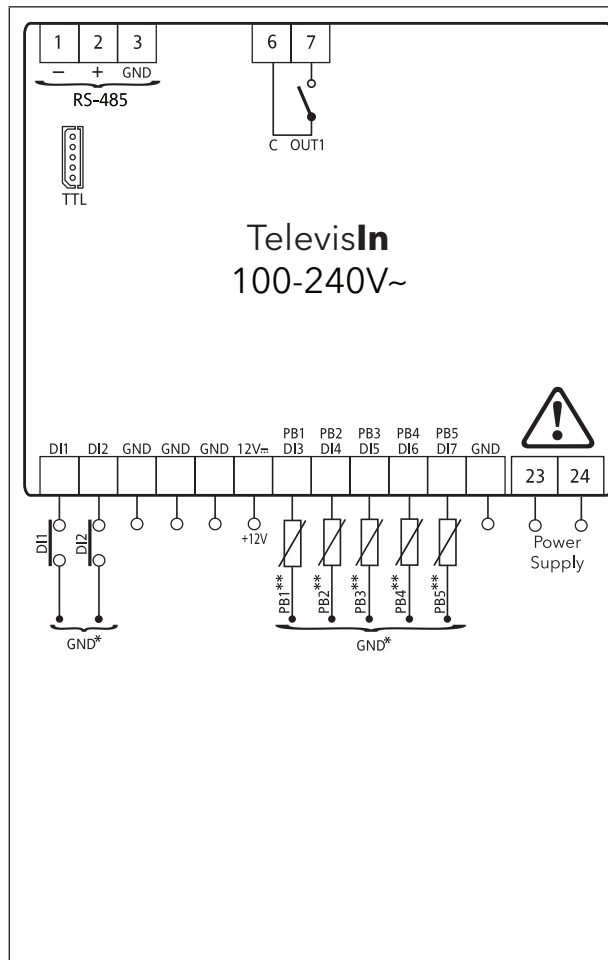 1 2 3 6 7
− + GND
RS-485
C OUT1
TTL
TelevisIn
100-240V~
PB1 PB2 PB3 PB4 PB5
DI1 DI2 GND GND GND 12V⎓ DI3 DI4 DI5 DI6 DI7 GND
23 24
+12V
Power
Supply
DI1 DI2
PB1** PB2** PB3** PB4** PB5**
GND* GND*